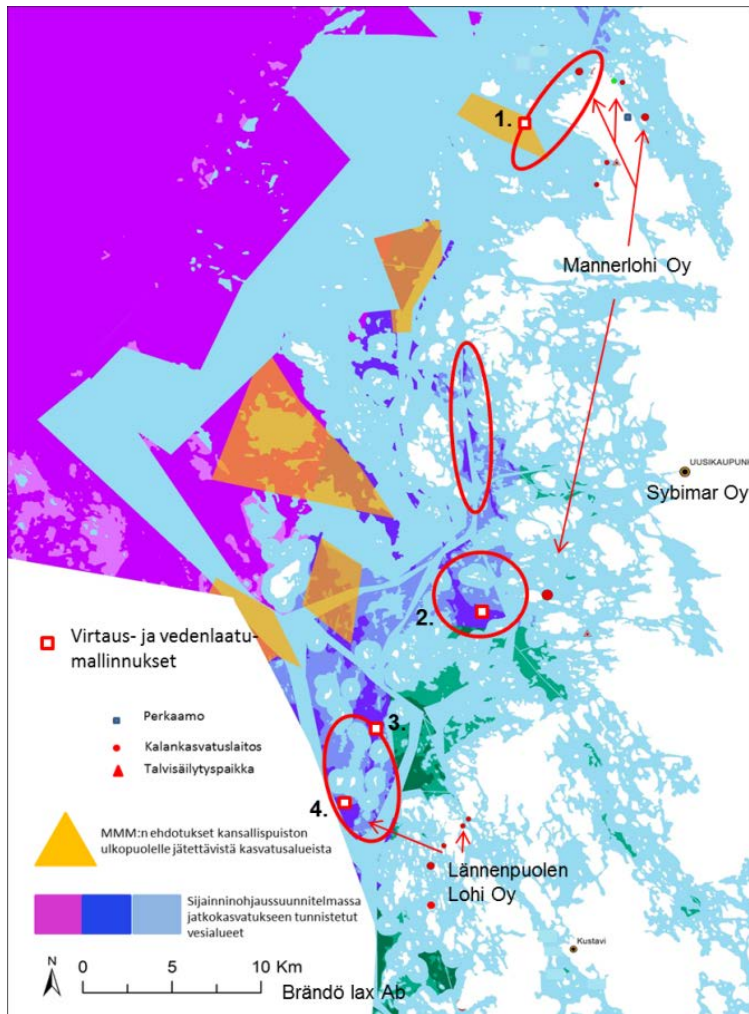 1.
Mannerlohi Oy
UUSIKAUPUNKI
Sybimar Oy
2.
Virtaus- ja vedenlaatu-
mallinnukset
3.
Perkaamo
Kalankasvatuslaitos
Talvisäilytyspaikka
4.
MMM:n ehdotukset kansallispuiston
ulkopuolelle jätettävistä kasvatusalueista
Lännenpuolen
Lohi Oy
Sijainninohjaussuunnitelmassa
jatkokasvatukseen tunnistetut
vesialueet
Kustavi
N
0 5 10 Km
Brändö lax Ab